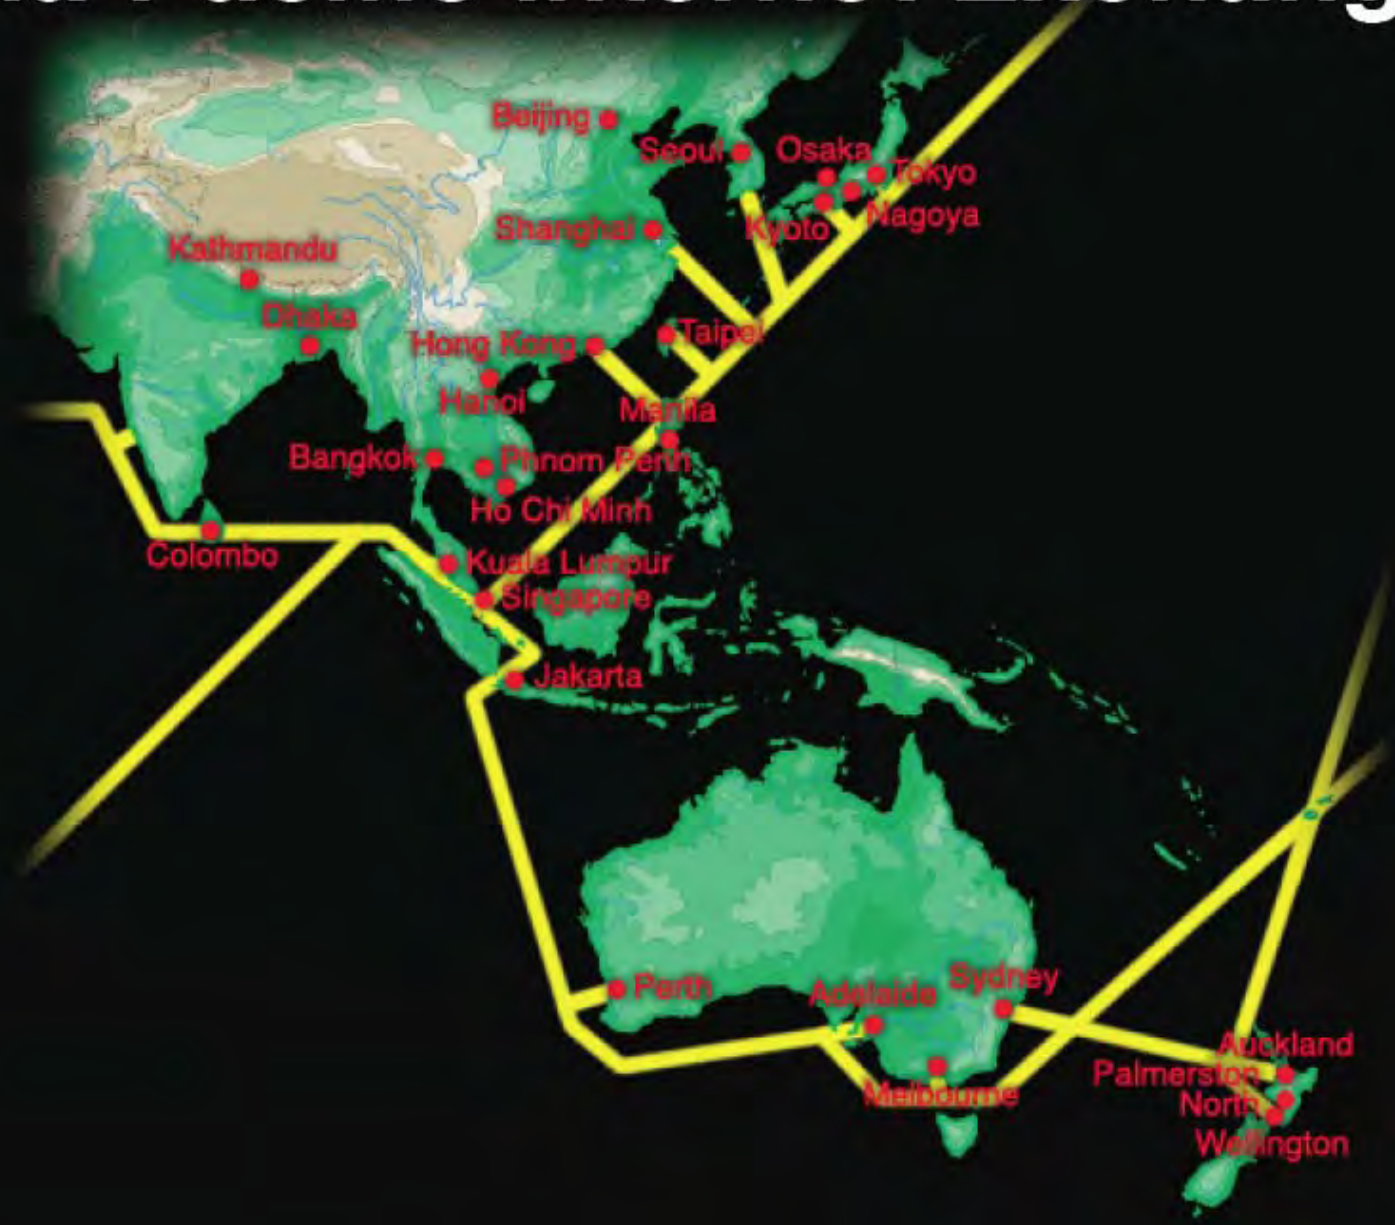 Beijing
Seoul
Osaka
Tokyo
Nagoya
Kyoto
Shanghai
Kathmandu
Dhaka
Taipei
Hong Kong
Hanoi
Manila
Bangkok
Phnom Penh
Ho Chi Minh
Colombo
Kuala Lumpur
Singapore
Jakarta
Perth
Adelaide
Sydney
Melbourne
Auckland
Palmerston
North
Wellington